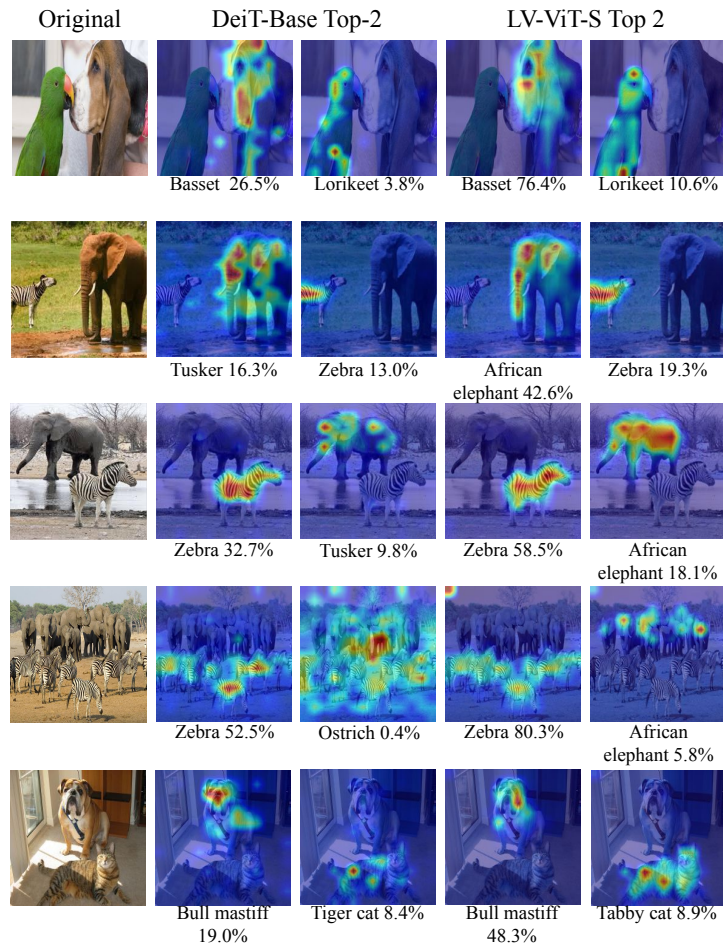 Original DeiT-Base Top-2 LV-ViT-S Top 2
Basset 26.5% Lorikeet 3.8% Basset 76.4% Lorikeet 10.6%
Tusker 16.3% Zebra 13.0% African elephant 42.6% Zebra 19.3%
Zebra 32.7% Tusker 9.8% Zebra 58.5% African elephant 18.1%
Zebra 52.5% Ostrich 0.4% Zebra 80.3% African elephant 5.8%
Bull mastiff 19.0% Tiger cat 8.4% Bull mastiff 48.3% Tabby cat 8.9%